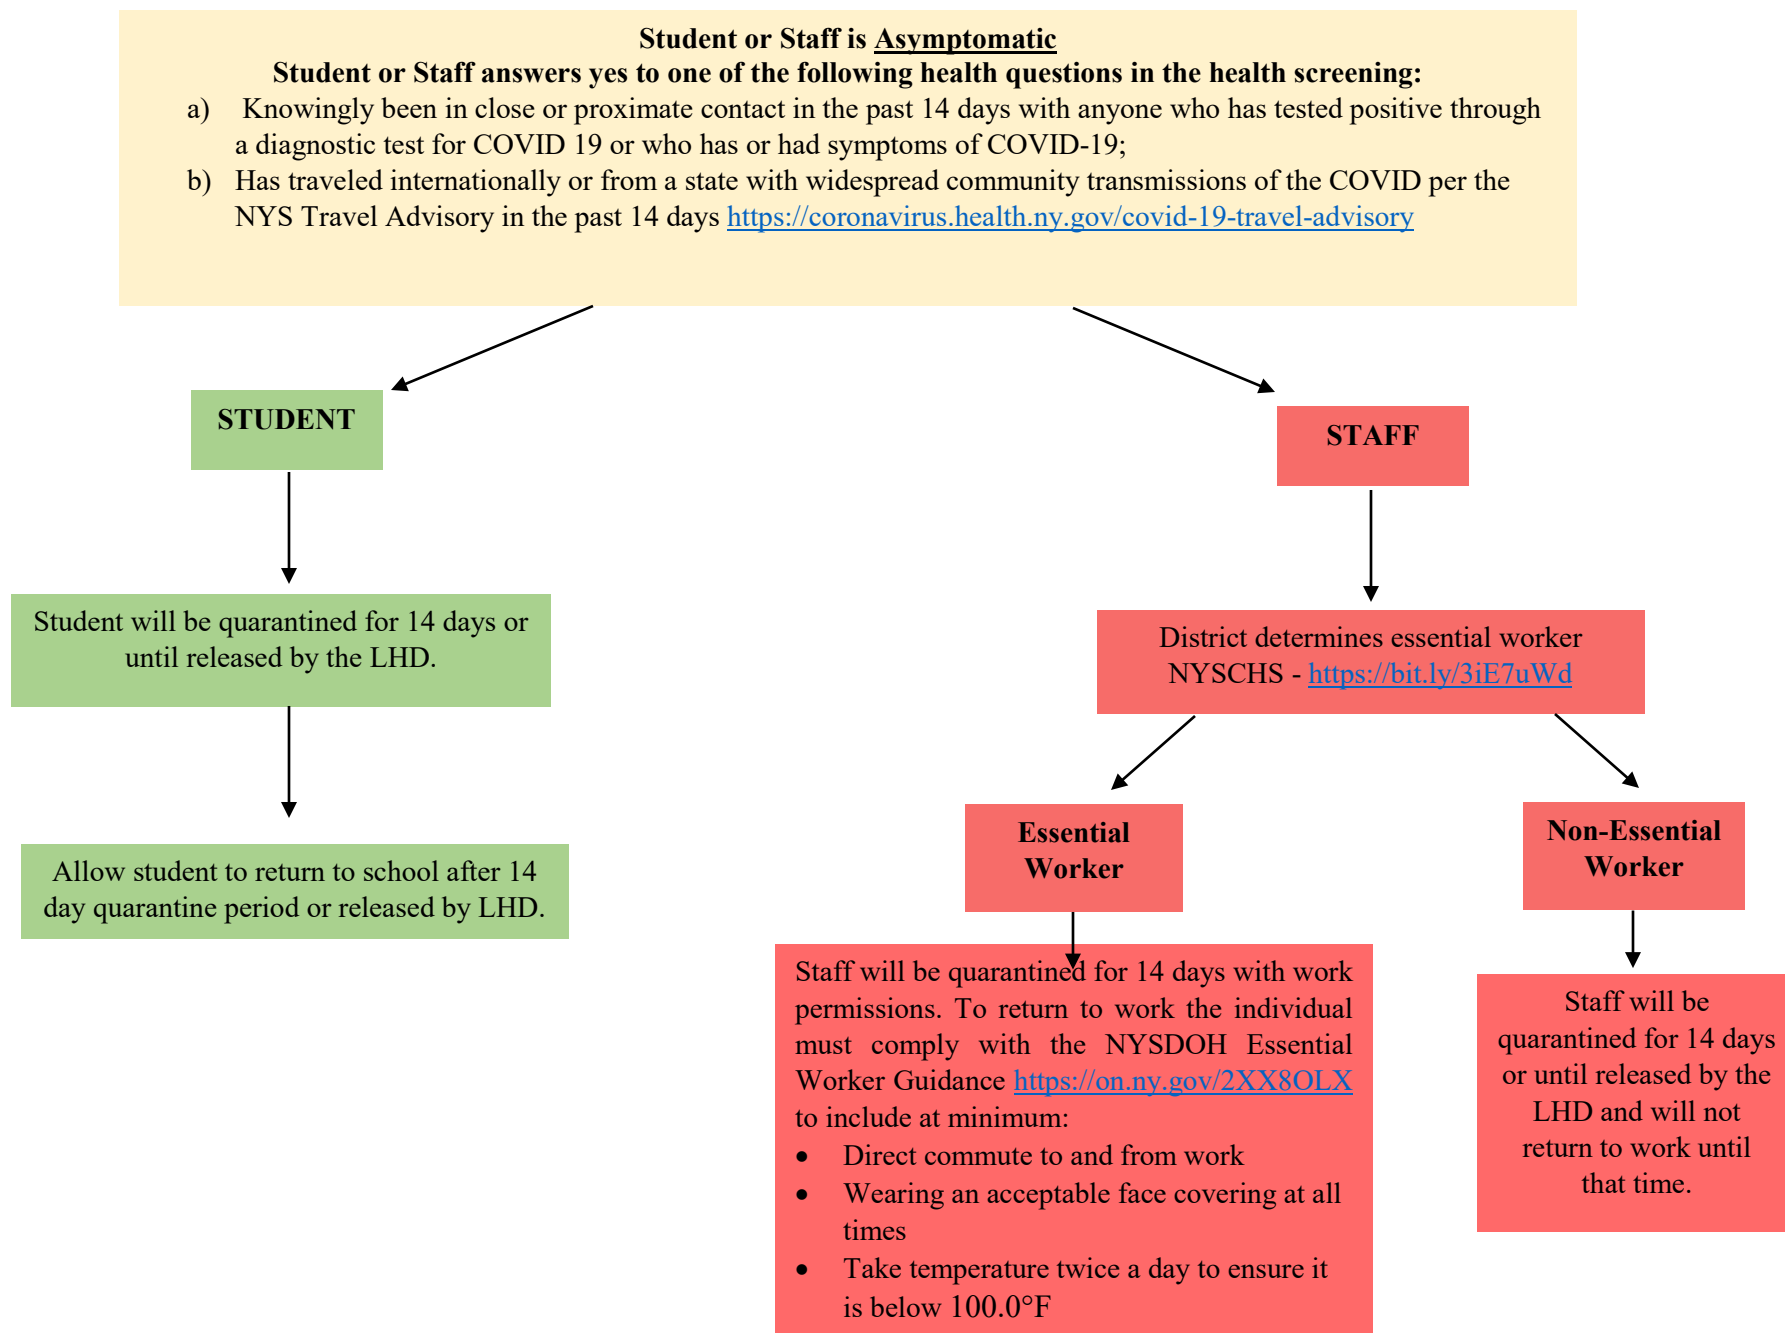 Student or Staff is Asymptomatic
Student or Staff answers yes to one of the following health questions in the health screening:
a) Knowingly been in close or proximate contact in the past 14 days with anyone who has tested positive through
a diagnostic test for COVID 19 or who has or had symptoms of COVID-19;
b) Has traveled internationally or from a state with widespread community transmissions of the COVID per the
NYS Travel Advisory in the past 14 days https://coronavirus.health.ny.gov/covid-19-travel-advisory
STUDENT
Student will be quarantined for 14 days or
until released by the LHD.
Allow student to return to school after 14
day quarantine period or released by LHD.
STAFF
District determines essential worker
NYSCHS - https://bit.ly/3iE7uWd
Essential
Worker
Staff will be quarantined for 14 days with work
permissions. To return to work the individual
must comply with the NYSDOH Essential
Worker Guidance https://on.ny.gov/2XX8OLX
to include at minimum:
• Direct commute to and from work
• Wearing an acceptable face covering at all
times
• Take temperature twice a day to ensure it
is below 100.0°F
Non-Essential
Worker
Staff will be
quarantined for 14 days
or until released by the
LHD and will not
return to work until
that time.